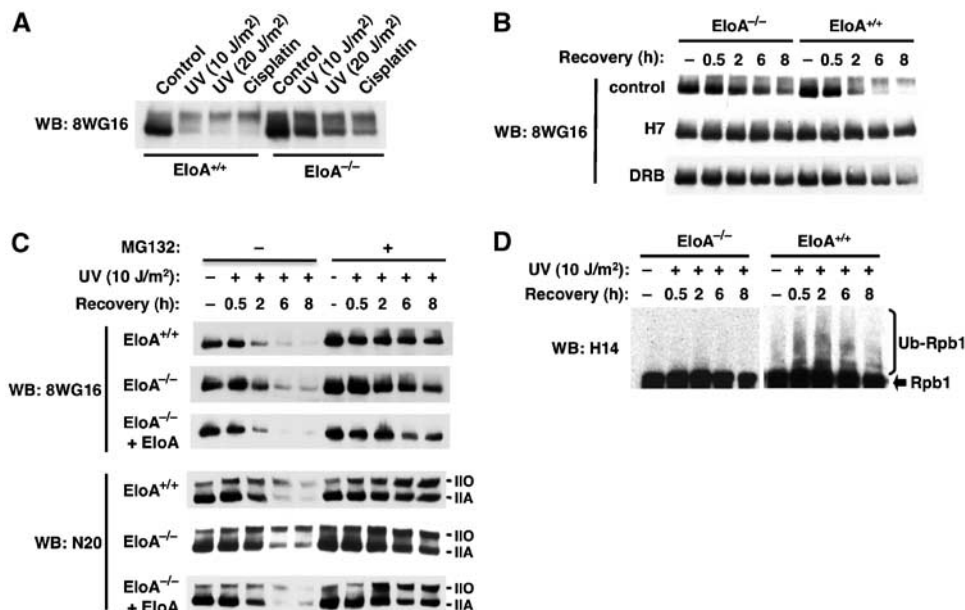 A
Control
UV (10 J/m²)
UV (20 J/m²)
Cisplatin
Control
UV (10 J/m²)
UV (20 J/m²)
Cisplatin
WB: 8WG16
EloA+/+
EloA−/−
B
EloA−/−
EloA+/+
Recovery (h): – 0.5 2 6 8 – 0.5 2 6 8
control
WB: 8WG16
H7
DRB
C
MG132: – +
UV (10 J/m²): – + + + + – + + + +
Recovery (h): – 0.5 2 6 8 – 0.5 2 6 8
EloA+/+
WB: 8WG16
EloA−/−
EloA−/−
+ EloA
EloA+/+
IIO
IIA
WB: N20
EloA−/−
IIO
IIA
EloA−/−
+ EloA
IIO
IIA
D
EloA−/−
EloA+/+
UV (10 J/m²): – + + + + – + + + +
Recovery (h): – 0.5 2 6 8 – 0.5 2 6 8
WB: H14
Ub-Rpb1
Rpb1